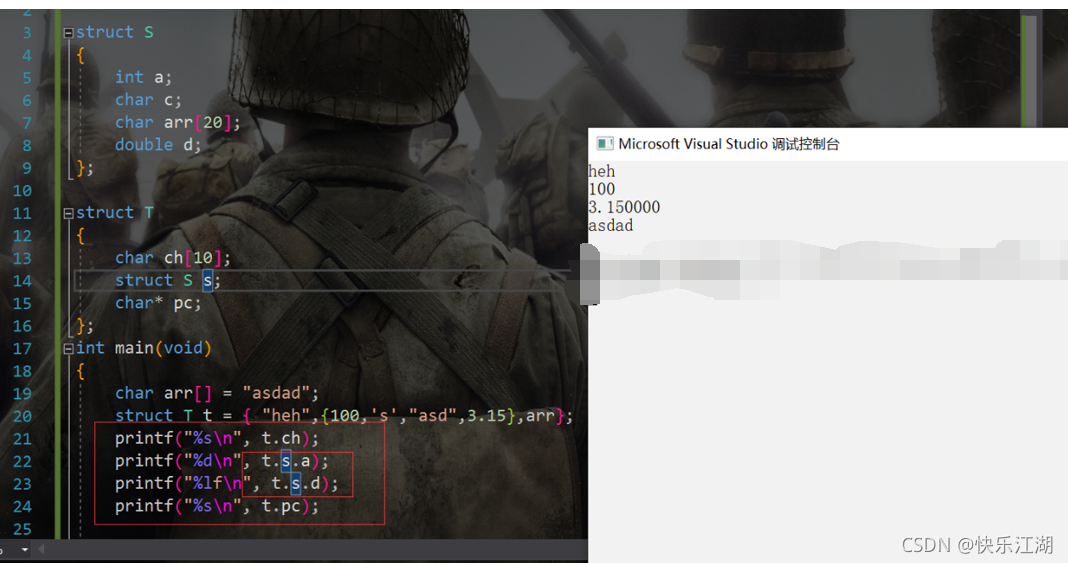 2
3 struct S
4 {
5 int a;
6 char c;
7 char arr[20];
8 double d;
9 };
10
11 struct T
12 {
13 char ch[10];
14 struct S s;
15 char* pc;
16 };
17 int main(void)
18 {
19 char arr[] = "asdad";
20 struct T t = { "heh",{100,'s',"asd",3.15},arr};
21 printf("%s\n", t.ch);
22 printf("%d\n", t.s.a);
23 printf("%lf\n", t.s.d);
24 printf("%s\n", t.pc);
25
Microsoft Visual Studio 调试控制台
heh
100
3.150000
asdad
CSDN @快乐江湖